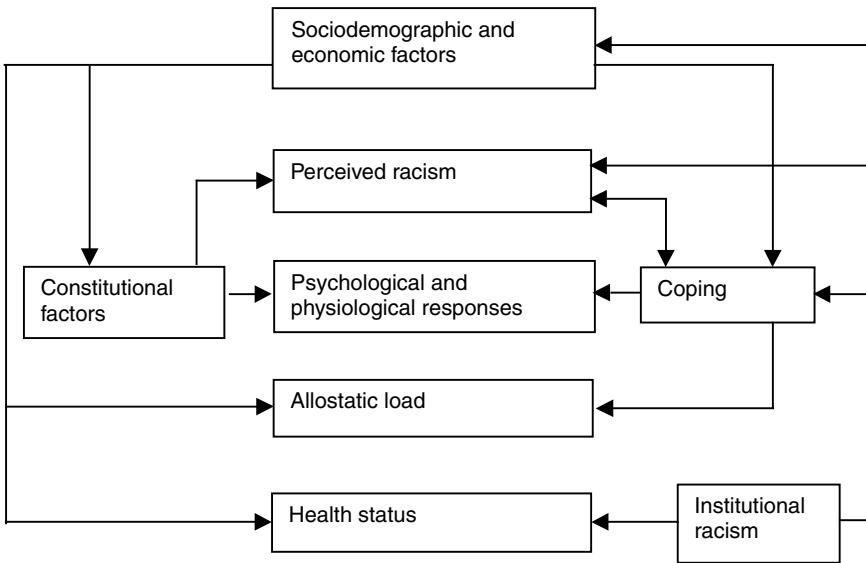 Sociodemographic and
economic factors
Perceived racism
Constitutional
factors
Psychological and
physiological responses
Coping
Allostatic load
Health status
Institutional
racism